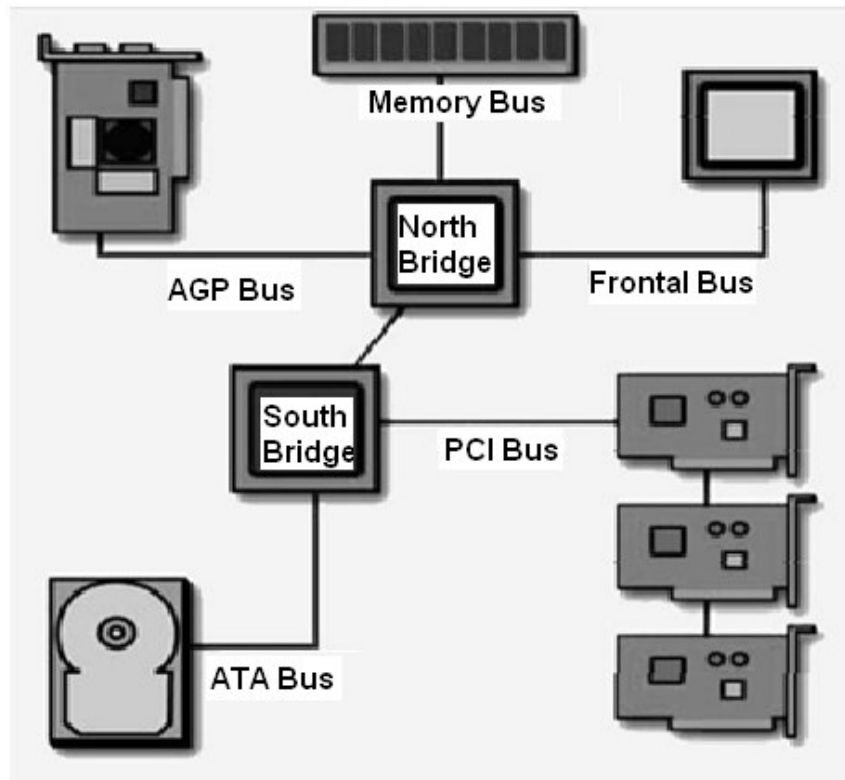 Memory Bus
North
Bridge
AGP Bus
Frontal Bus
South
Bridge
PCI Bus
ATA Bus